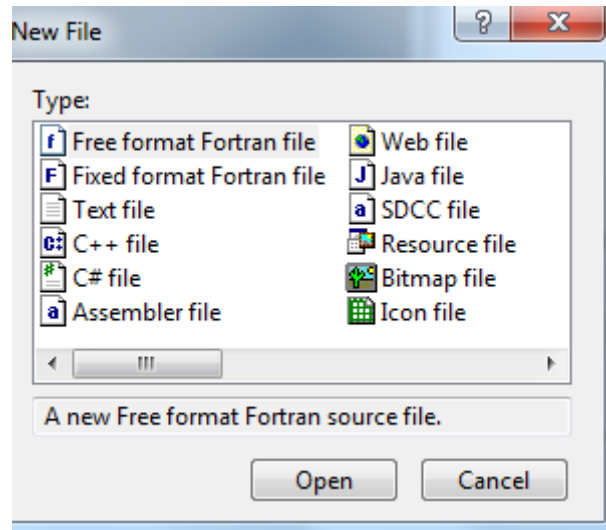 New File
Type:
Free format Fortran file
Fixed format Fortran file
Text file
C++ file
C# file
Assembler file
Web file
Java file
SDCC file
Resource file
Bitmap file
Icon file
A new Free format Fortran source file.
Open
Cancel